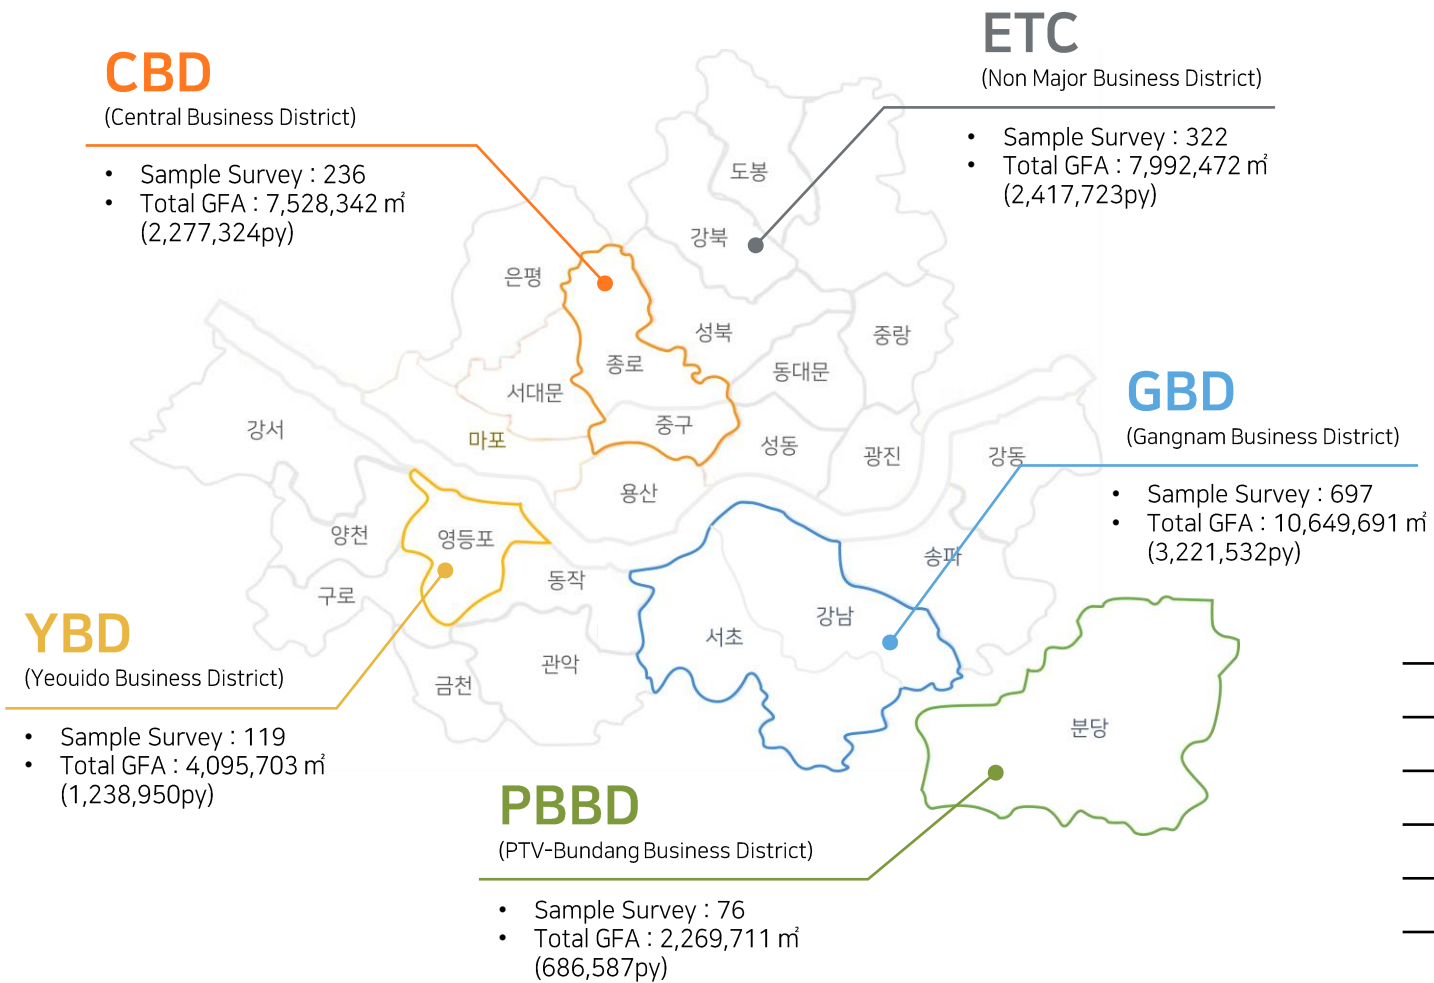 CBD
(Central Business District)
• Sample Survey : 236
• Total GFA : 7,528,342 ㎡
(2,277,324py)
ETC
(Non Major Business District)
• Sample Survey : 322
• Total GFA : 7,992,472 ㎡
(2,417,723py)
도봉
강북
은평
성북
중랑
종로
동대문
서대문
강서
마포
중구
성동
광진
강동
용산
양천
영등포
동작
송파
구로
강남
서초
관악
금천
분당
GBD
(Gangnam Business District)
• Sample Survey : 697
• Total GFA : 10,649,691 ㎡
(3,221,532py)
YBD
(Yeouido Business District)
• Sample Survey : 119
• Total GFA : 4,095,703 ㎡
(1,238,950py)
PBBD
(PTV-Bundang Business District)
• Sample Survey : 76
• Total GFA : 2,269,711 ㎡
(686,587py)